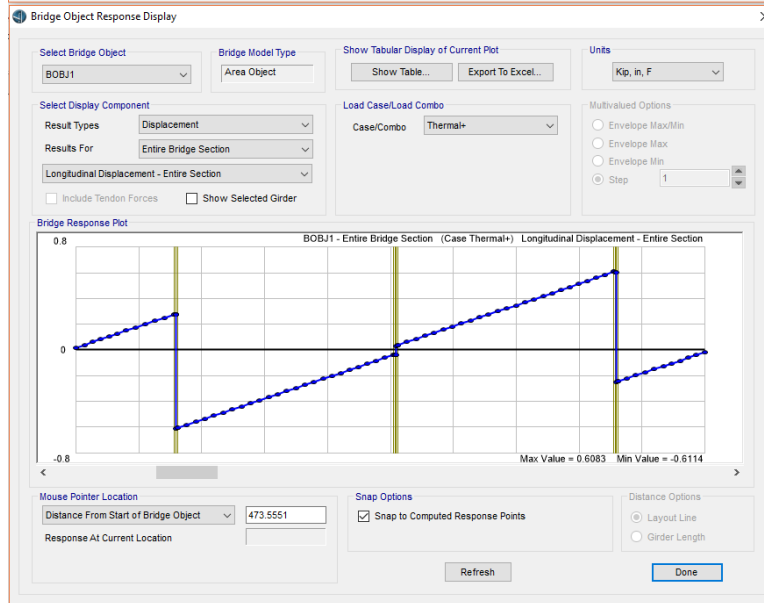 Bridge Object Response Display
Select Bridge Object
BOBJ1
Bridge Model Type
Area Object
Show Tabular Display of Current Plot
Show Table...
Export To Excel...
Units
Kip, in, F
Select Display Component
Result Types
Displacement
Results For
Entire Bridge Section
Longitudinal Displacement - Entire Section
Include Tendon Forces
Show Selected Girder
Load Case/Load Combo
Case/Combo
Thermal+
Multivalued Options
Envelope Max/Min
Envelope Max
Envelope Min
Step
1
Bridge Response Plot
0.8
BOBJ1 - Entire Bridge Section (Case Thermal+) Longitudinal Displacement - Entire Section
0
-0.8
Max Value = 0.6083 Min Value = -0.6114
Mouse Pointer Location
Distance From Start of Bridge Object
473.5551
Response At Current Location
Snap Options
Snap to Computed Response Points
Distance Options
Layout Line
Girder Length
Refresh
Done